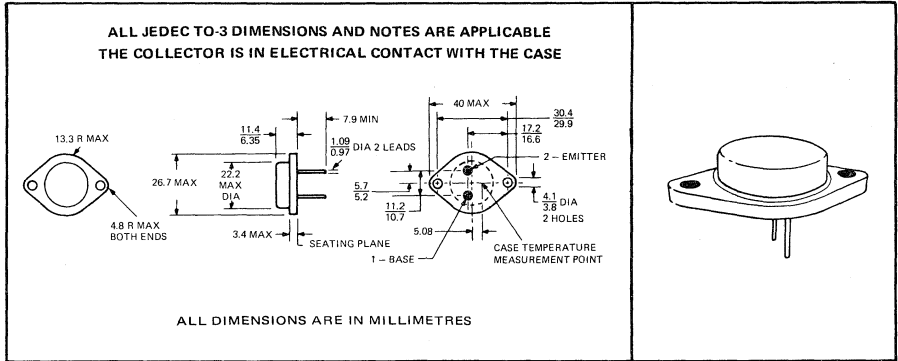 ALL JEDEC TO-3 DIMENSIONS AND NOTES ARE APPLICABLE
THE COLLECTOR IS IN ELECTRICAL CONTACT WITH THE CASE
13.3 R MAX
4.8 R MAX
BOTH ENDS
26.7 MAX
11.4
6.35
22.2
MAX
DIA
3.4 MAX
SEATING PLANE
7.9 MIN
1.09
0.97
DIA 2 LEADS
40 MAX
30.4
29.9
17.2
16.6
2 – EMITTER
5.7
5.2
11.2
10.7
4.1
3.8
DIA
2 HOLES
5.08
1 – BASE
CASE TEMPERATURE
MEASUREMENT POINT
ALL DIMENSIONS ARE IN MILLIMETRES